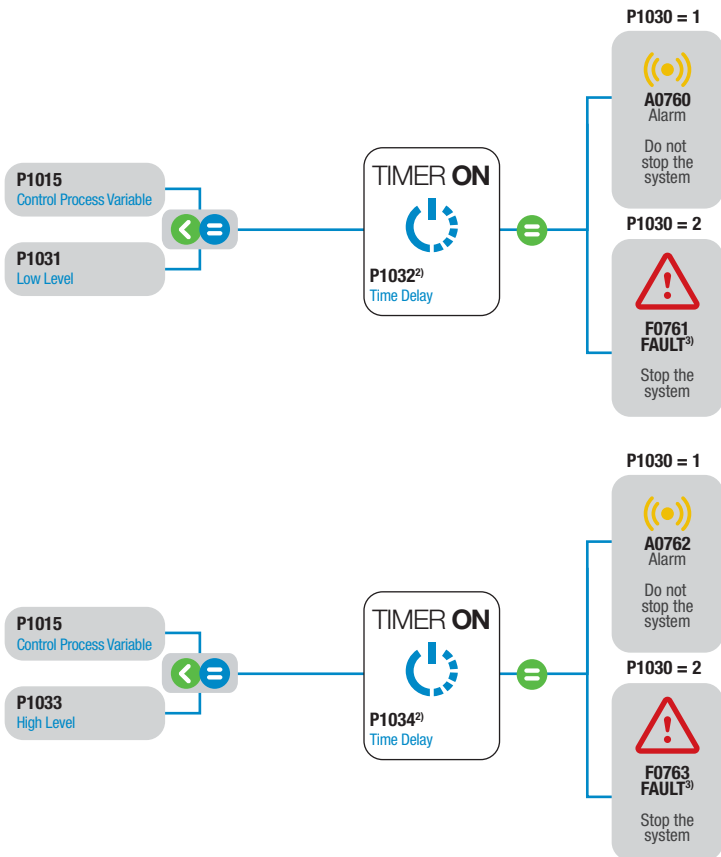 P1030 = 1
A0760
Alarm
Do not
stop the
system
P1015
Control Process Variable
P1031
Low Level
TIMER ON
P1032²⁾
Time Delay
P1030 = 2
F0761
FAULT³⁾
Stop the
system
P1030 = 1
A0762
Alarm
Do not
stop the
system
P1015
Control Process Variable
P1033
High Level
TIMER ON
P1034²⁾
Time Delay
P1030 = 2
F0763
FAULT³⁾
Stop the
system